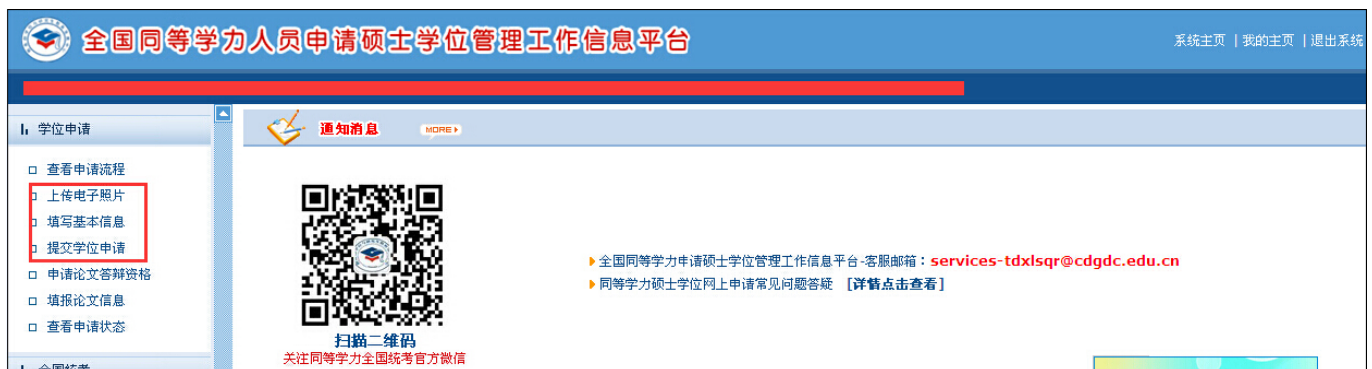 全国同等学力人员申请硕士学位管理工作信息平台
系统主页 | 我的主页 | 退出系统
学位申请
通知消息 MORE
查看申请流程
上传电子照片
填写基本信息
提交学位申请
申请论文答辩资格
填报论文信息
查看申请状态
扫描二维码
关注同等学力全国统考官方微信
全国同等学力申请硕士学位管理工作信息平台-客服邮箱：services-tdxlsqr@cdgdc.edu.cn
同等学力硕士学位网上申请常见问题答疑 【详情点击查看】
全国统考